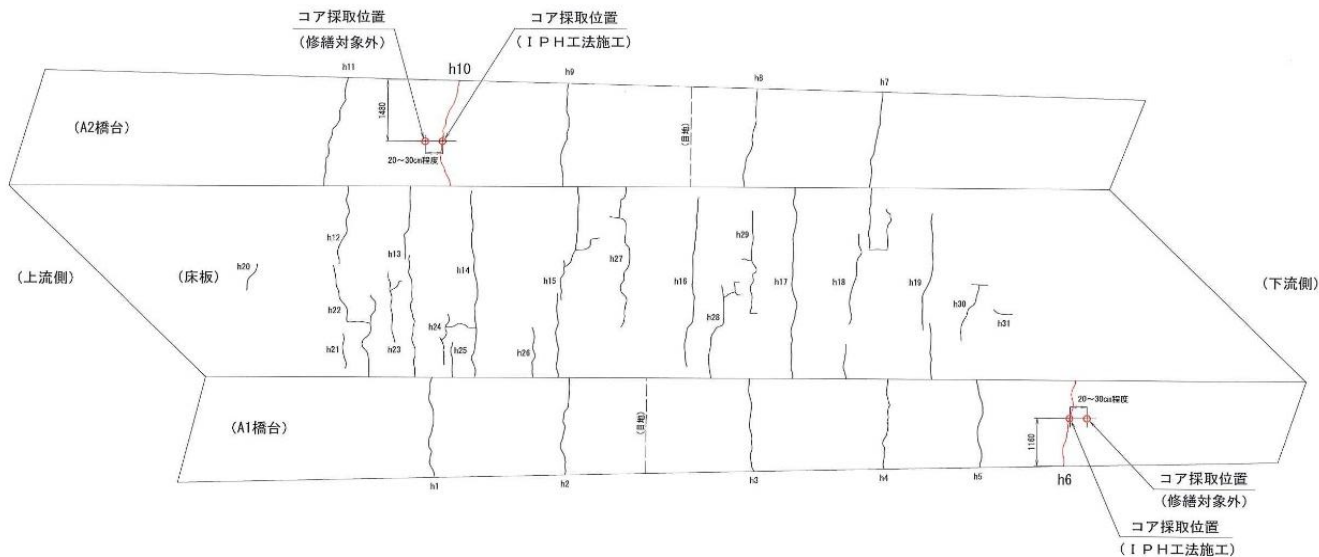 コア採取位置
(修繕対象外)
コア採取位置
(IPH工法施工)
h11
h10
h9
h8
h7
1480
(A2橋台)
(目地)
20～30cm程度
h12
h13
h14
h15
h27
h16
h29
h17
h18
h19
h20
(上流側)
(床板)
(下流側)
h22
h28
h30
h31
h24
h21
h23
h25
h26
20～30cm程度
(A1橋台)
(目地)
1160
h1
h2
h3
h4
h5
h6
コア採取位置
(修繕対象外)
コア採取位置
(IPH工法施工)